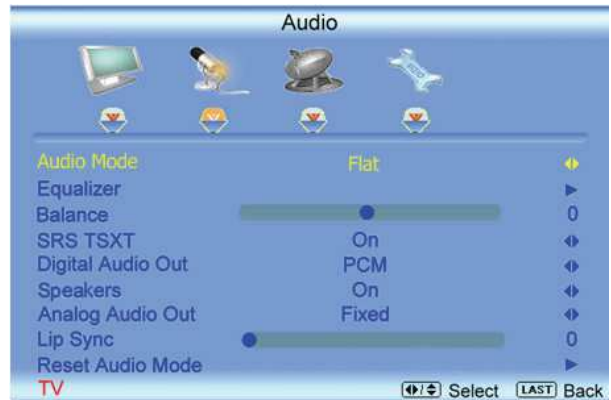 Audio
Audio Mode Flat
Equalizer
Balance 0
SRS TSXT On
Digital Audio Out PCM
Speakers On
Analog Audio Out Fixed
Lip Sync 0
Reset Audio Mode
TV Select LAST Back